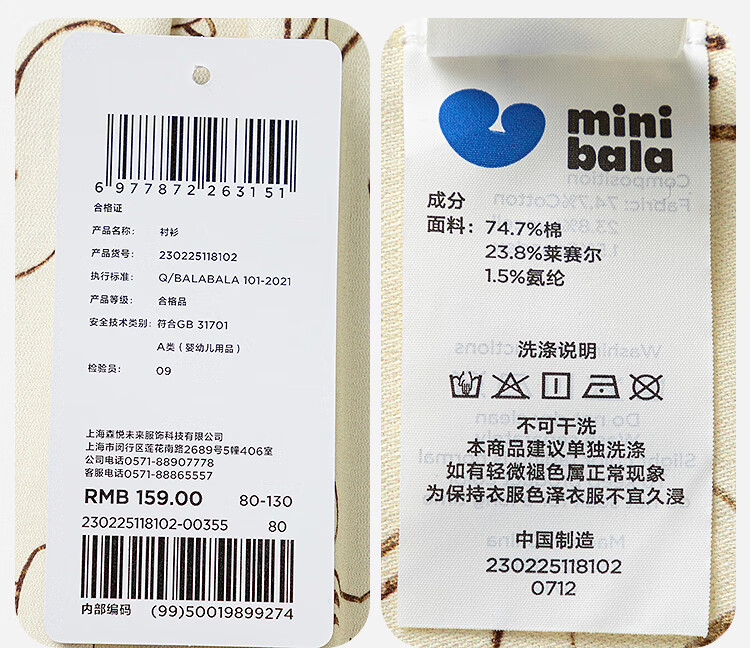 6 977872 263151
合格证
产品名称: 衬衫
产品货号: 230225118102
执行标准: Q/BALABALA 101-2021
产品等级: 合格品
安全技术类别: 符合GB 31701
A类 (婴幼儿用品)
检验员: 09
上海森悦未来服饰科技有限公司
上海市闵行区莲花南路2689号5幢406室
公司电话0571-88907778
客服电话0571-88865557
RMB 159.00 80-130
230225118102-00355 80
内部编码 (99)50019899274
mini
bala
Composition
Fabric: 74.7%Cotton
23.8%
成分
面料: 74.7%棉
23.8%莱赛尔
1.5%氨纶
洗涤说明
不可干洗
本商品建议单独洗涤
如有轻微褪色属正常现象
为保持衣服色泽衣服不宜久浸
中国制造
230225118102
0712